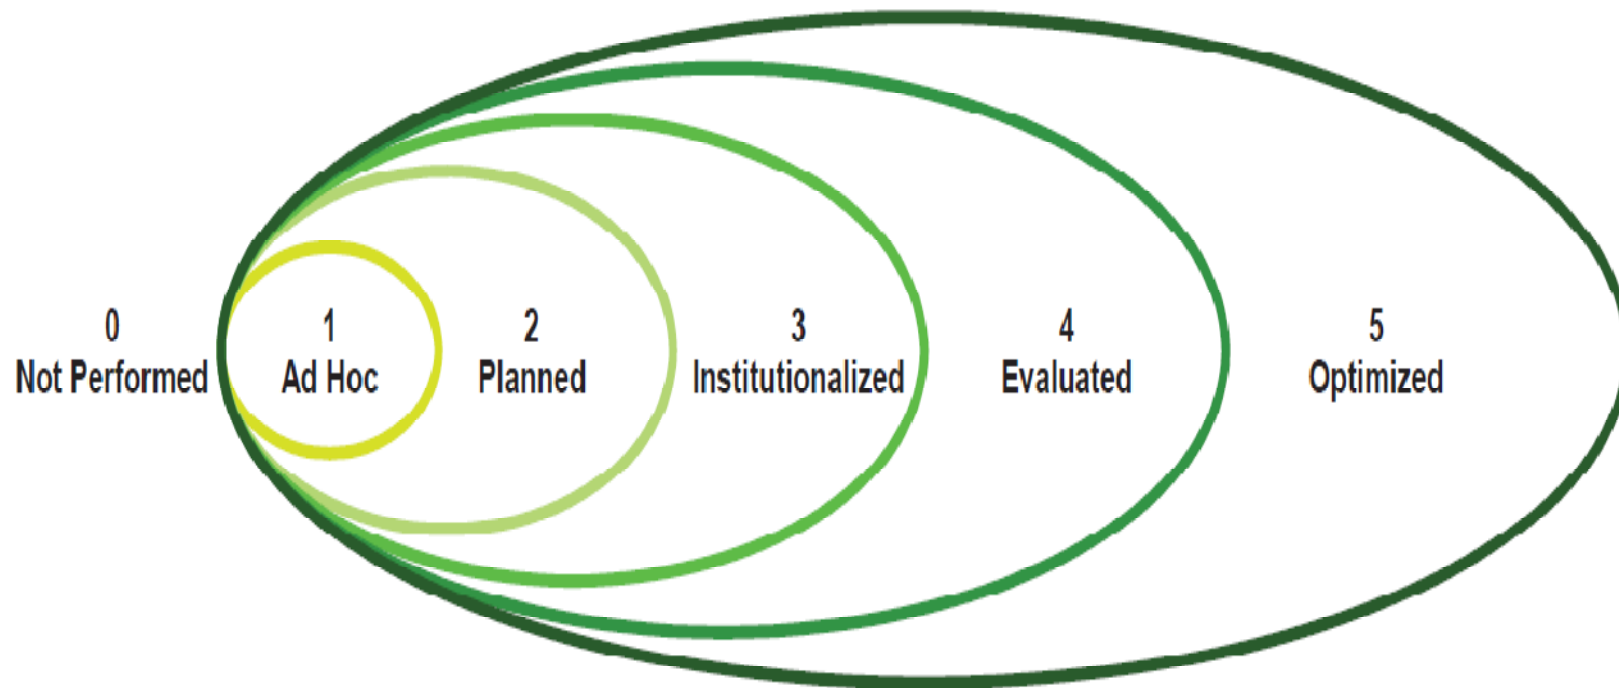 0
Not Performed
1
Ad Hoc
2
Planned
3
Institutionalized
4
Evaluated
5
Optimized